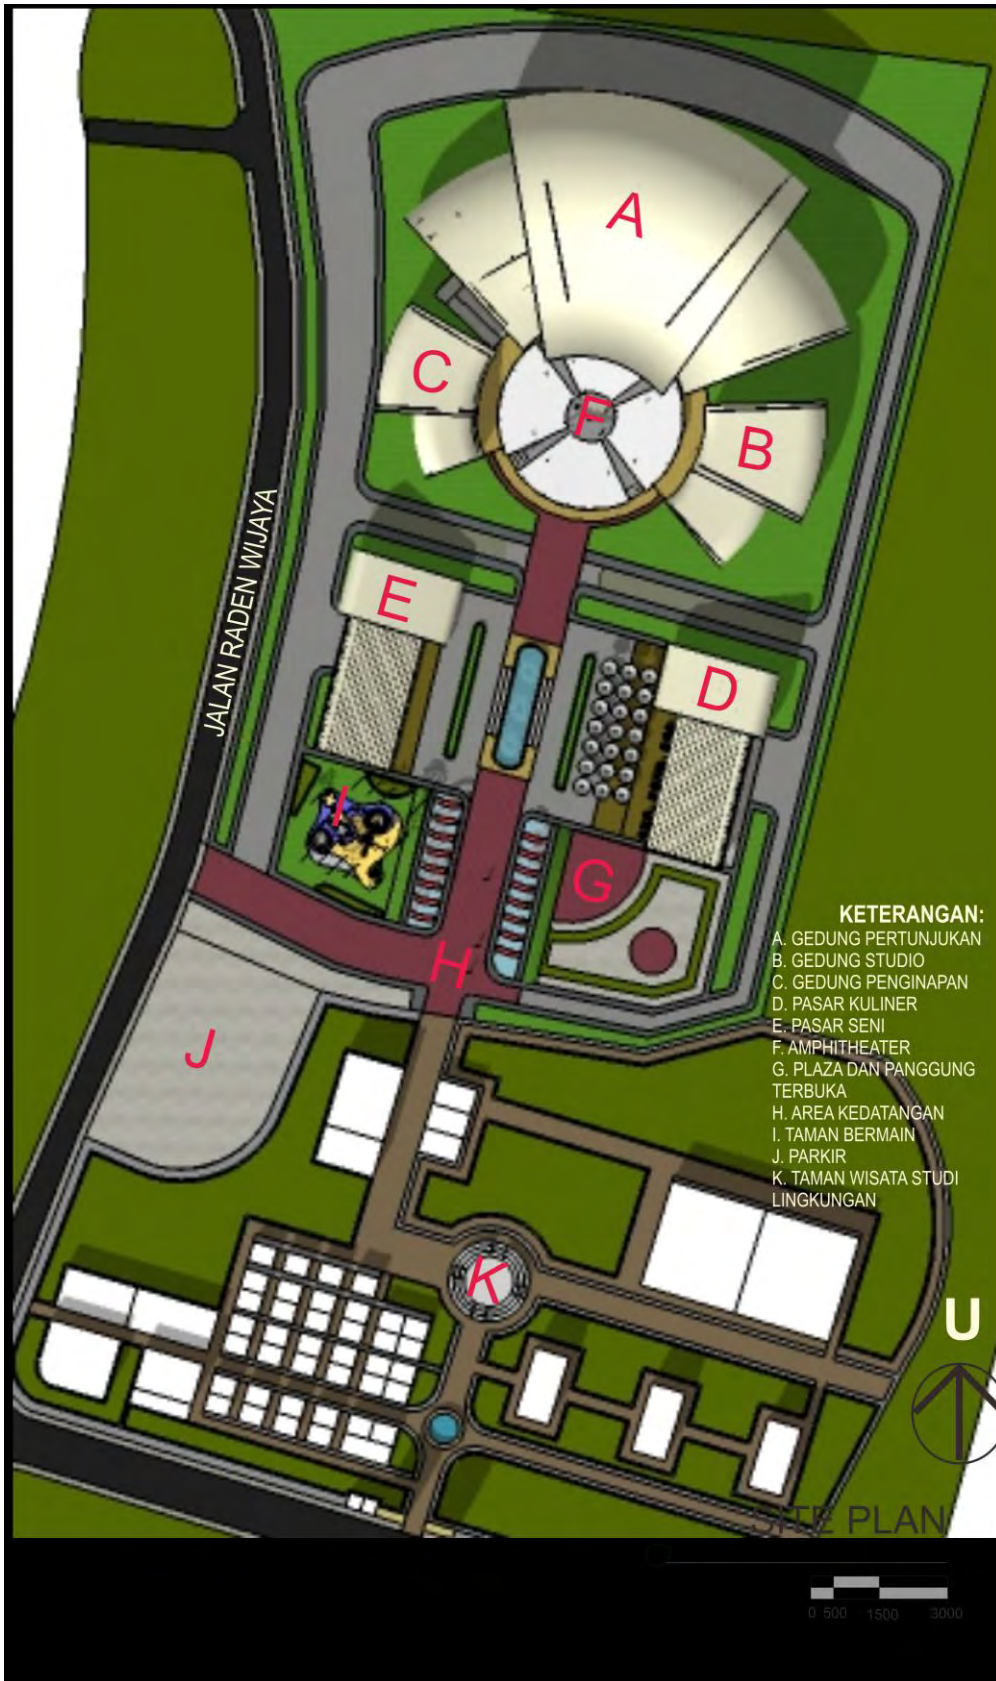 A
C
F
B
JALAN RADEN WIJAYA
E
D
I
G
H
J
K
KETERANGAN:
A. GEDUNG PERTUNJUKAN
B. GEDUNG STUDIO
C. GEDUNG PENGINAPAN
D. PASAR KULINER
E. PASAR SENI
F. AMPHITHEATER
G. PLAZA DAN PANGGUNG
TERBUKA
H. AREA KEDATANGAN
I. TAMAN BERMAIN
J. PARKIR
K. TAMAN WISATA STUDI
LINGKUNGAN
U
SITE PLAN
0 500 1500 3000